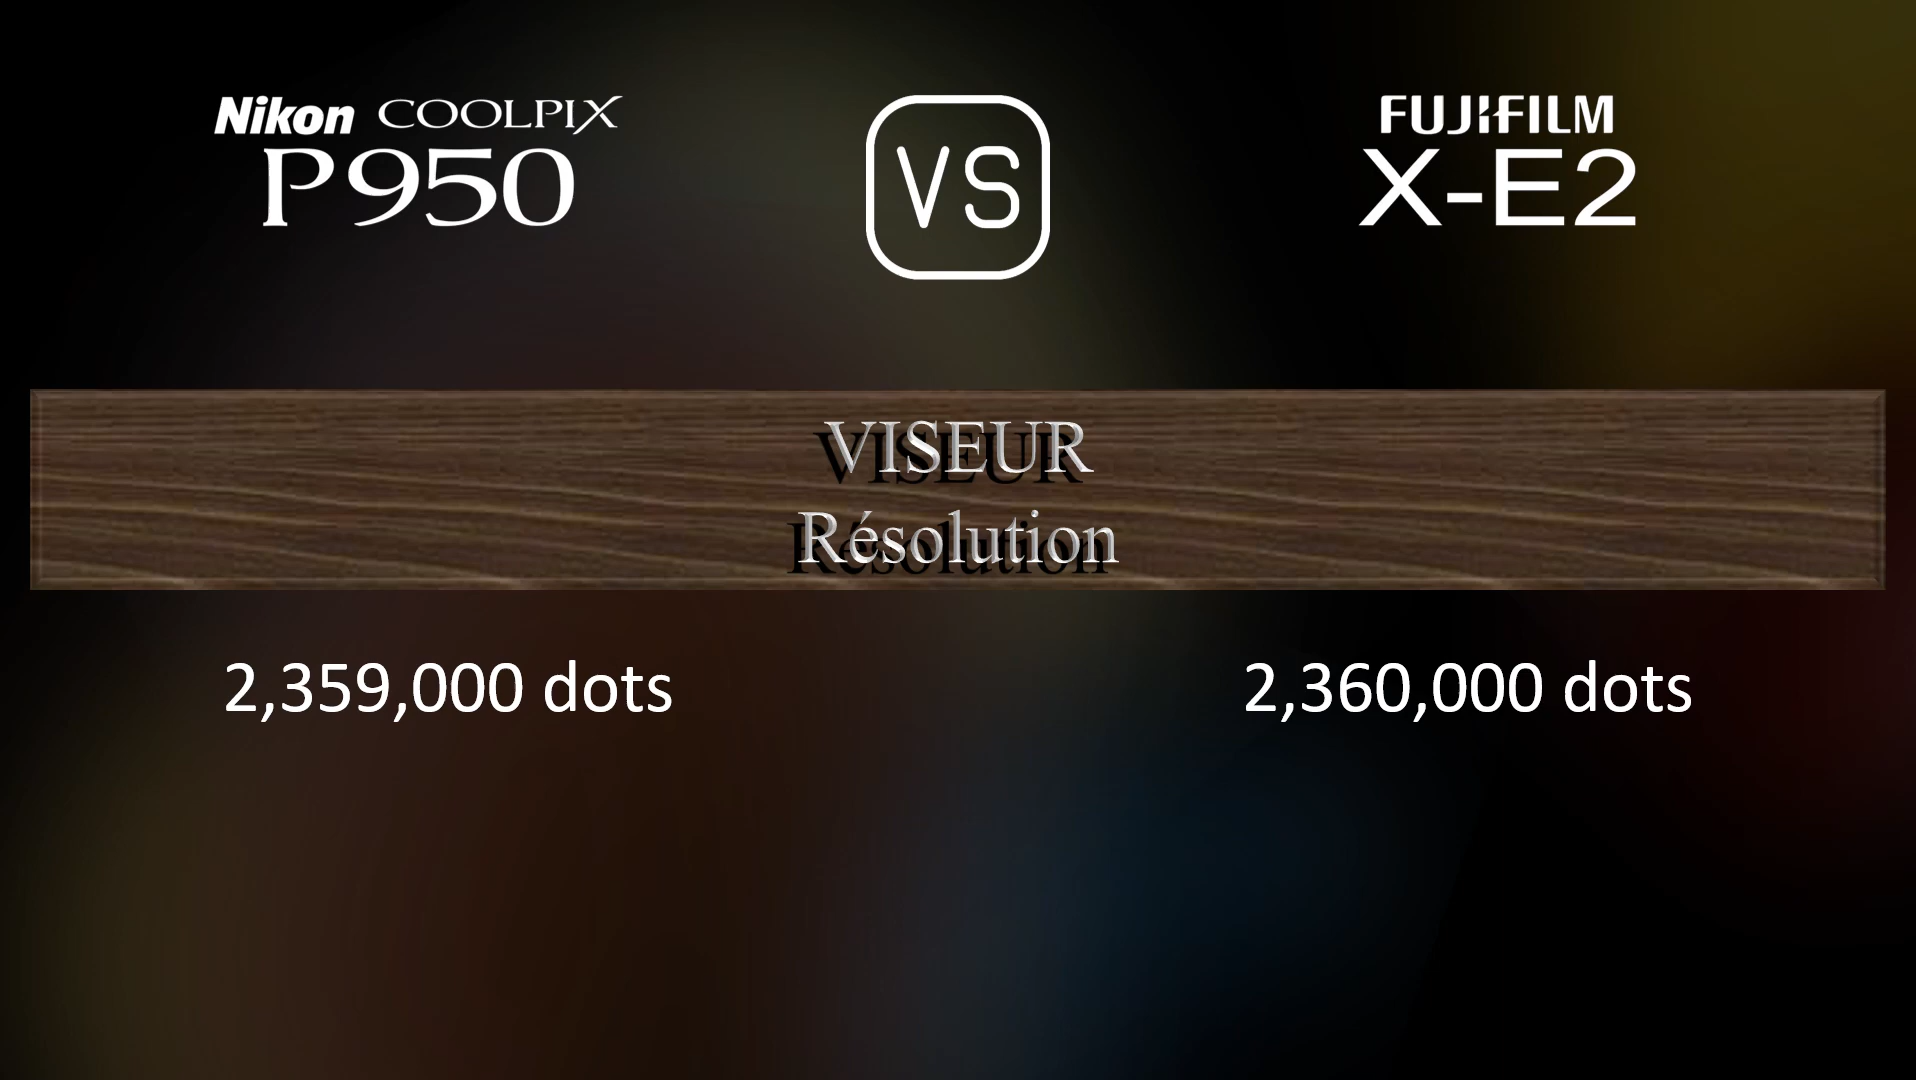 Nikon COOLPIX
P950
VS
FUJIFILM
X-E2
VISEUR
Résolution
2,359,000 dots
2,360,000 dots